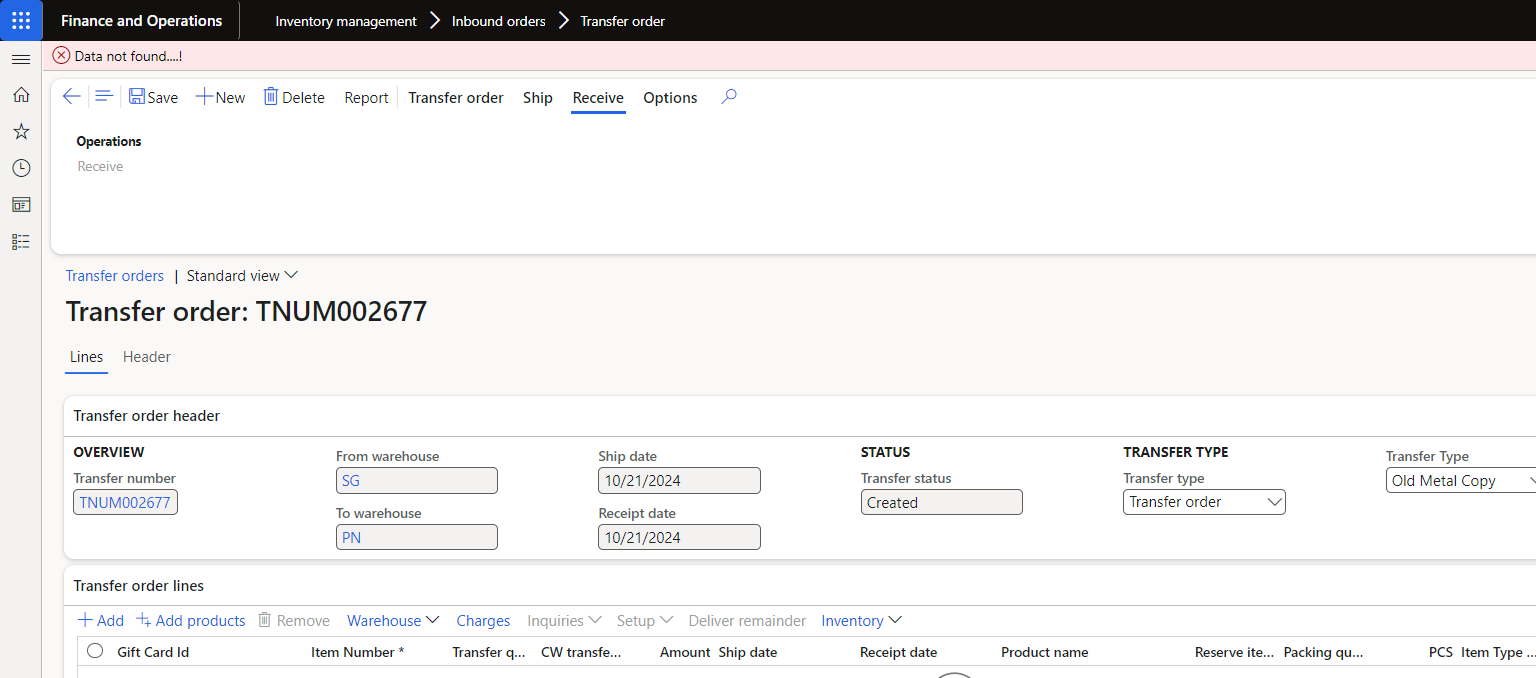 Finance and Operations
Inventory management > Inbound orders > Transfer order
Data not found....!
Save New Delete Report Transfer order Ship Receive Options
Operations
Receive
Transfer orders | Standard view
Transfer order: TNUM002677
Lines Header
Transfer order header
OVERVIEW
Transfer number
TNUM002677
From warehouse
SG
To warehouse
PN
Ship date
10/21/2024
Receipt date
10/21/2024
STATUS
Transfer status
Created
TRANSFER TYPE
Transfer type
Transfer order
Transfer Type
Old Metal Copy
Transfer order lines
Add Add products Remove Warehouse Charges Inquiries Setup Deliver remainder Inventory
Gift Card Id Item Number * Transfer q... CW transfe... Amount Ship date Receipt date Product name Reserve ite... Packing qu... PCS Item Type ...